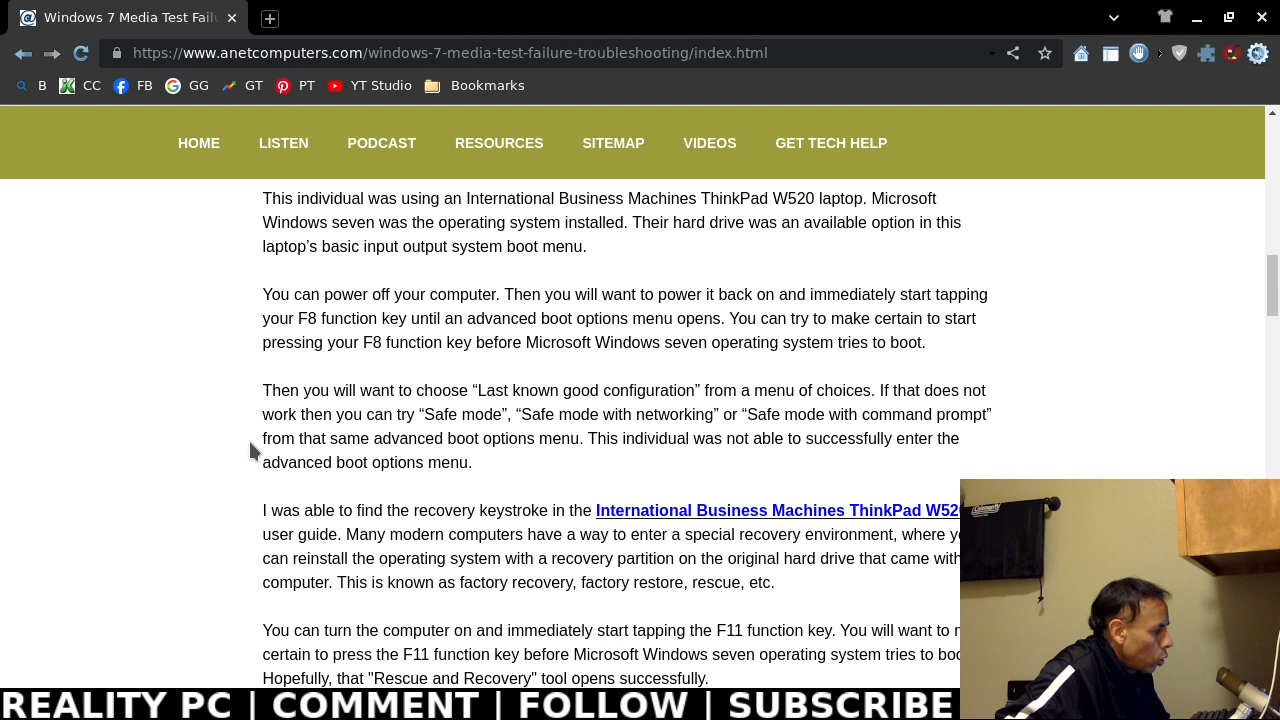 Windows 7 Media Test Failu
https://www.anetcomputers.com/windows-7-media-test-failure-troubleshooting/index.html
B CC FB GG GT PT YT Studio Bookmarks
HOME LISTEN PODCAST RESOURCES SITEMAP VIDEOS GET TECH HELP
This individual was using an International Business Machines ThinkPad W520 laptop. Microsoft
Windows seven was the operating system installed. Their hard drive was an available option in this
laptop’s basic input output system boot menu.
You can power off your computer. Then you will want to power it back on and immediately start tapping
your F8 function key until an advanced boot options menu opens. You can try to make certain to start
pressing your F8 function key before Microsoft Windows seven operating system tries to boot.
Then you will want to choose “Last known good configuration” from a menu of choices. If that does not
work then you can try “Safe mode”, “Safe mode with networking” or “Safe mode with command prompt”
from that same advanced boot options menu. This individual was not able to successfully enter the
advanced boot options menu.
I was able to find the recovery keystroke in the International Business Machines ThinkPad W520
user guide. Many modern computers have a way to enter a special recovery environment, where
can reinstall the operating system with a recovery partition on the original hard drive that came with
computer. This is known as factory recovery, factory restore, rescue, etc.
You can turn the computer on and immediately start tapping the F11 function key. You will want to
certain to press the F11 function key before Microsoft Windows seven operating system tries to
Hopefully, that "Rescue and Recovery" tool opens successfully.
Coleman
REALITY PC | COMMENT | FOLLOW | SUBSCRIBE